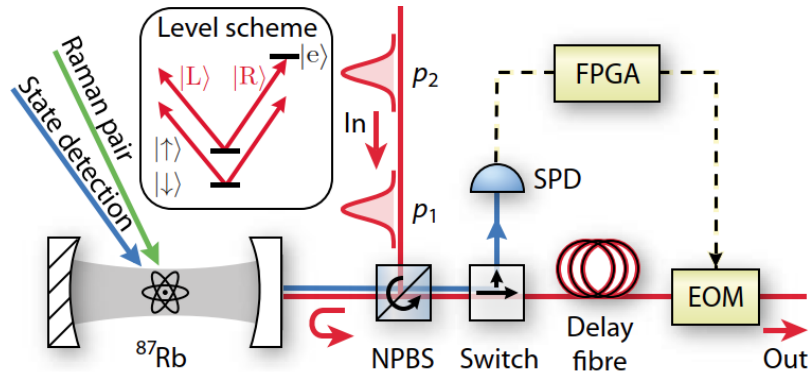 Level scheme
|L⟩
|R⟩
|e⟩
|↑⟩
|↓⟩
Raman pair
State detection
In
p2
p1
FPGA
SPD
EOM
87Rb
NPBS
Switch
Delay
fibre
Out